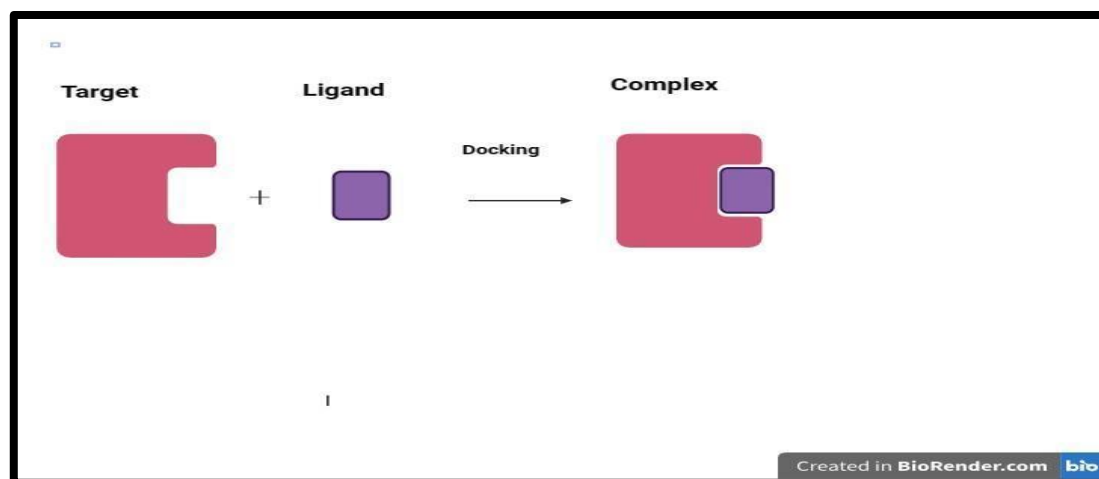 Target
Ligand
Complex
Docking
+
I
Created in BioRender.com bio